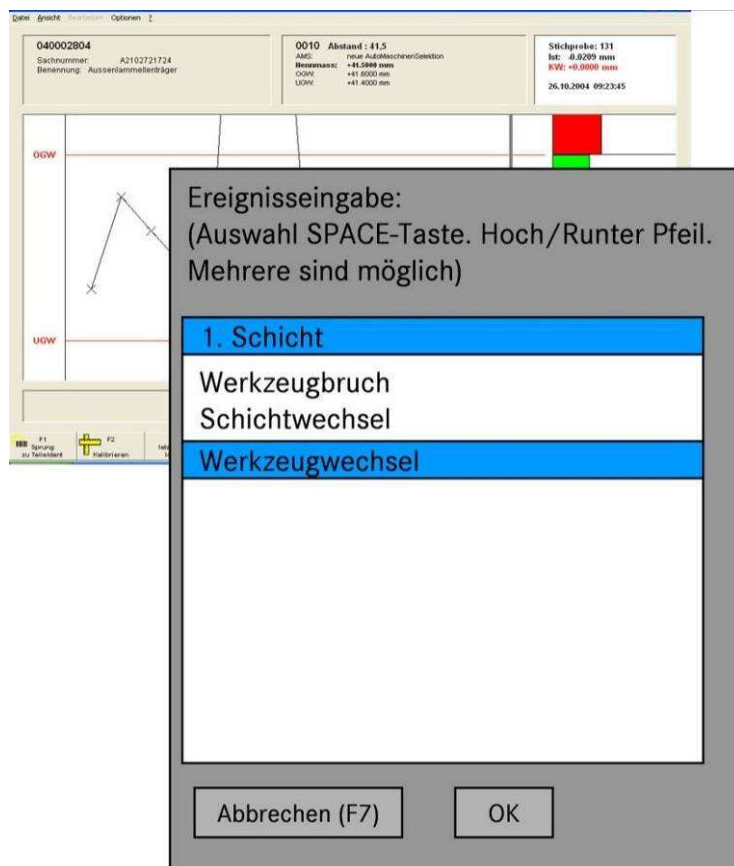 Datei Ansicht Bearbeiten Optionen ?
040002804
Sachnummer: A2102721724
Benennung: Aussenlammellenträger
0010 Abstand : 41,5
AMS: neue AutoMaschinenSelektion
Nennmass: +41.5000 mm
OGW: +41.6000 mm
UGW: +41.4000 mm
Stichprobe: 131
Ist: -0.0209 mm
KW: +0.0000 mm
26.10.2004 09:23:45
OGW
UGW
F1
Sprung
zu Teileident
F2
Kalibrieren
Ereigniseingabe:
(Auswahl SPACE-Taste. Hoch/Runter Pfeil.
Mehrere sind möglich)
1. Schicht
Werkzeugbruch
Schichtwechsel
Werkzeugwechsel
Abbrechen (F7)
OK